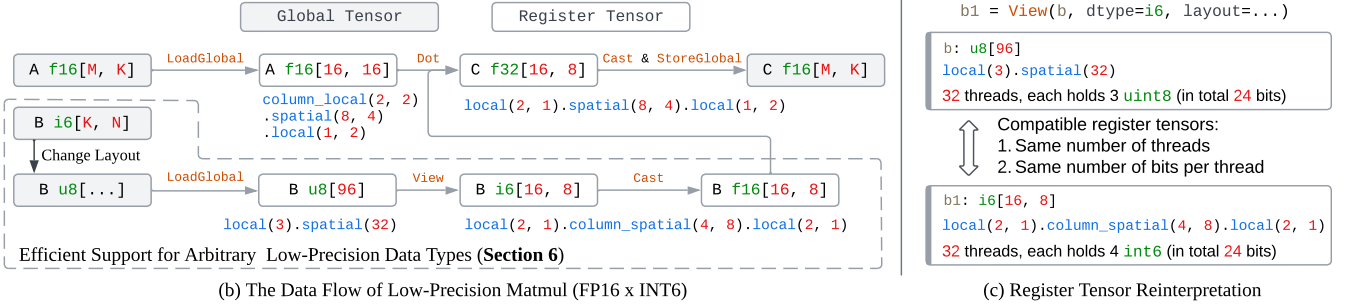 Global Tensor
Register Tensor
A f16[M, K]
LoadGlobal
A f16[16, 16]
Dot
C f32[16, 8]
Cast & StoreGlobal
C f16[M, K]
column_local(2, 2)
.spatial(8, 4)
.local(1, 2)
local(2, 1).spatial(8, 4).local(1, 2)
B i6[K, N]
Change Layout
B u8[...]
LoadGlobal
B u8[96]
View
B i6[16, 8]
Cast
B f16[16, 8]
local(3).spatial(32)
local(2, 1).column_spatial(4, 8).local(2, 1)
Efficient Support for Arbitrary Low-Precision Data Types (Section 6)
(b) The Data Flow of Low-Precision Matmul (FP16 x INT6)
b1 = View(b, dtype=i6, layout=...)
b: u8[96]
local(3).spatial(32)
32 threads, each holds 3 uint8 (in total 24 bits)
Compatible register tensors:
1. Same number of threads
2. Same number of bits per thread
b1: i6[16, 8]
local(2, 1).column_spatial(4, 8).local(2, 1)
32 threads, each holds 4 int6 (in total 24 bits)
(c) Register Tensor Reinterpretation